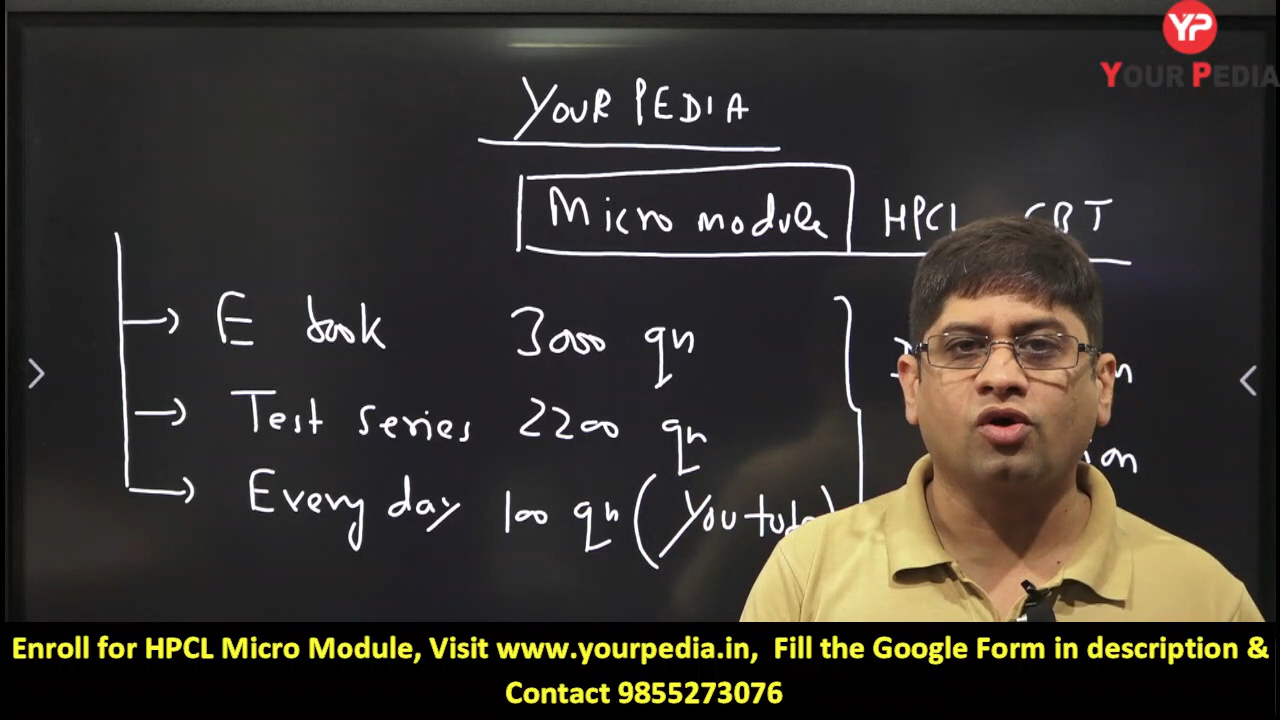 YP
YOUR PEDIA
YOUR PEDIA
Micro module HPCL CBT
E book 3000 qn
Test series 2200 qn
Every day 100 qn (Youtube)
Enroll for HPCL Micro Module, Visit www.yourpedia.in, Fill the Google Form in description &
Contact 9855273076